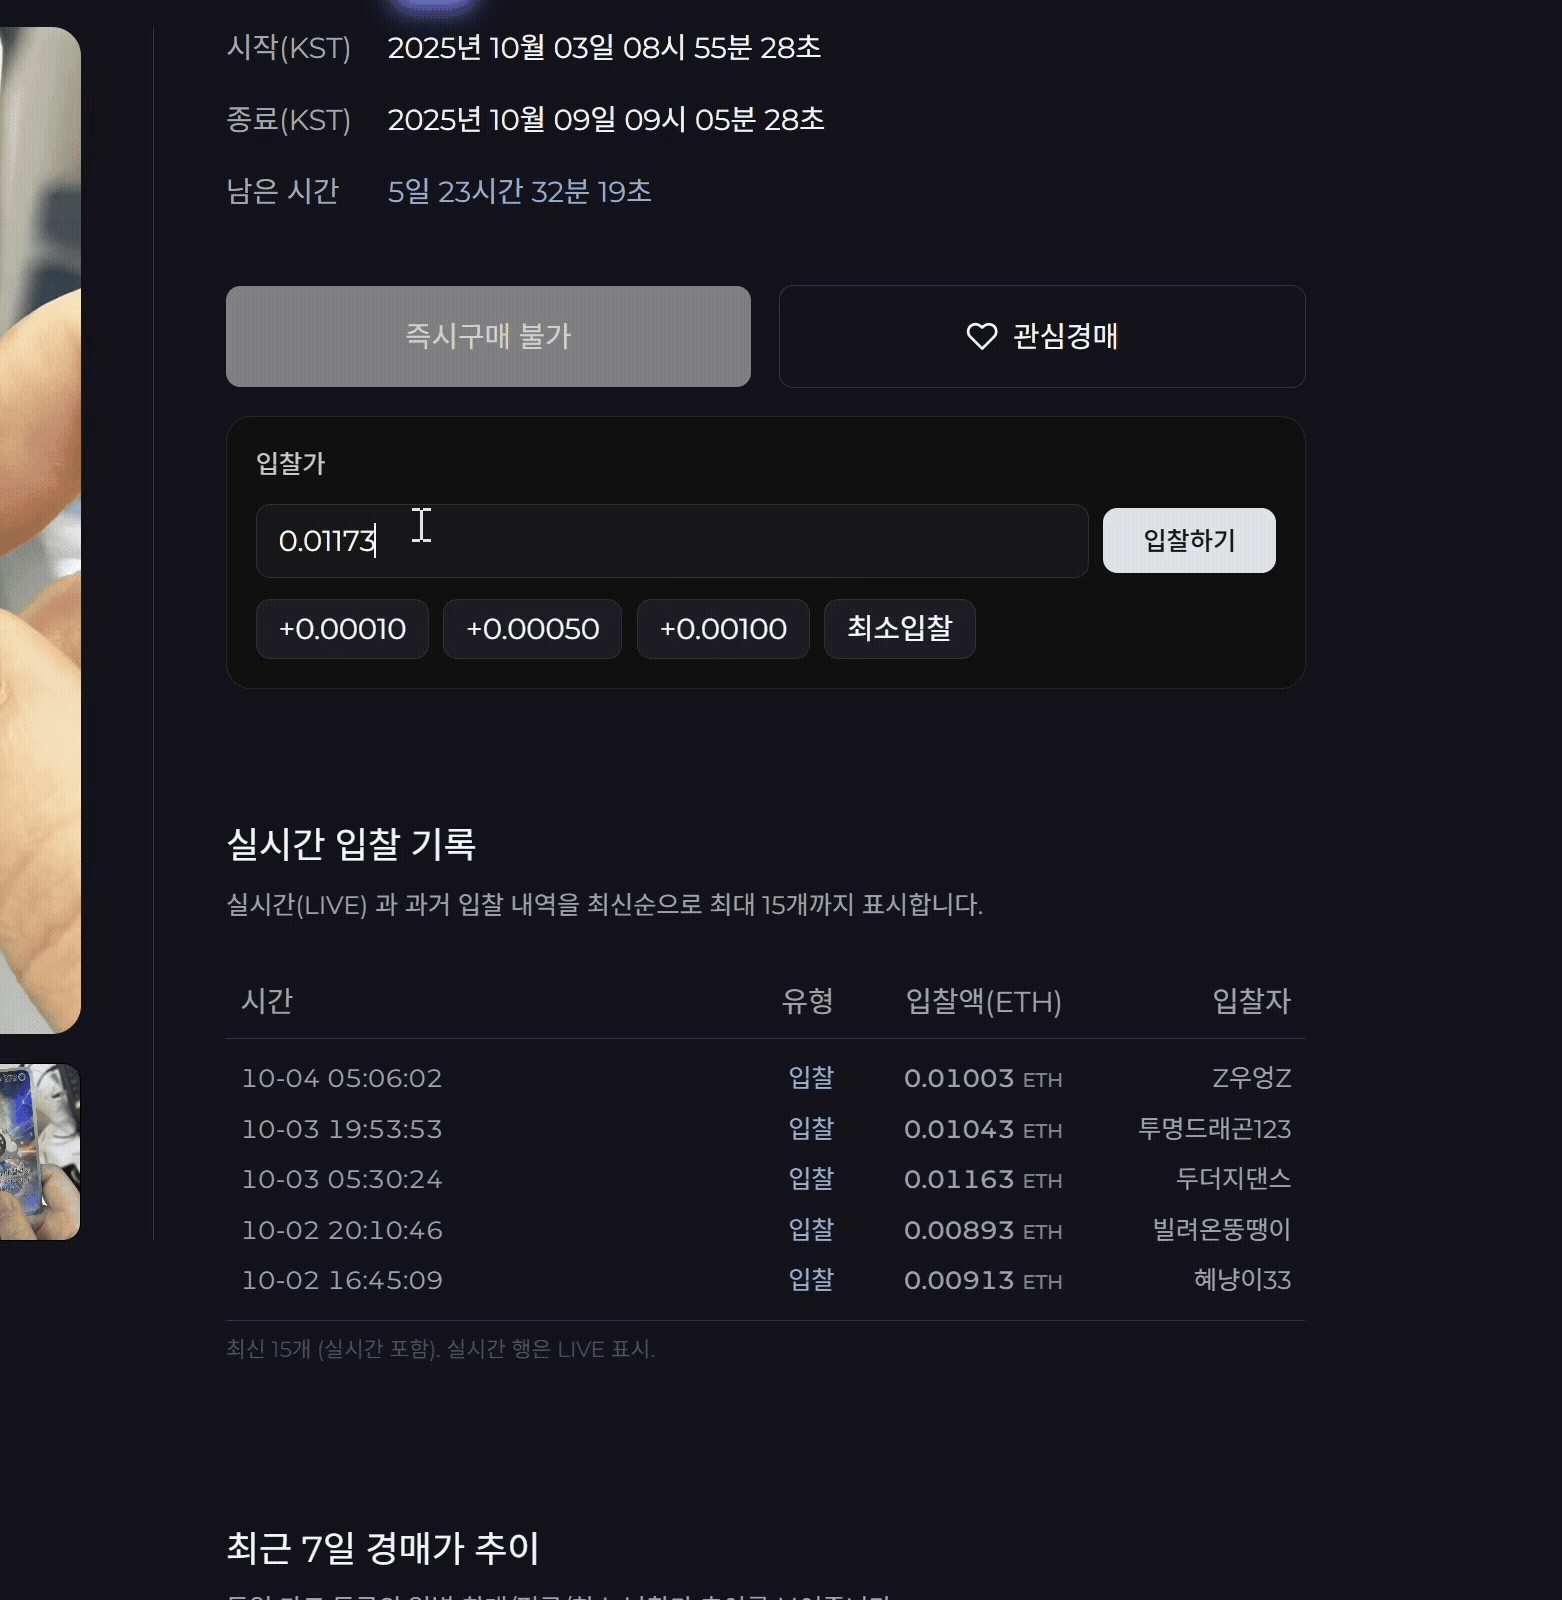 시작(KST) 2025년 10월 03일 08시 55분 28초
종료(KST) 2025년 10월 09일 09시 05분 28초
남은 시간 5일 23시간 32분 19초
즉시구매 불가 관심경매
입찰가
0.01173 입찰하기
+0.00010 +0.00050 +0.00100 최소입찰
실시간 입찰 기록
실시간(LIVE) 과 과거 입찰 내역을 최신순으로 최대 15개까지 표시합니다.
시간 유형 입찰액(ETH) 입찰자
10-04 05:06:02 입찰 0.01003 ETH Z우엉Z
10-03 19:53:53 입찰 0.01043 ETH 투명드래곤123
10-03 05:30:24 입찰 0.01163 ETH 두더지댄스
10-02 20:10:46 입찰 0.00893 ETH 빌려온뚱땡이
10-02 16:45:09 입찰 0.00913 ETH 혜냥이33
최신 15개 (실시간 포함). 실시간 행은 LIVE 표시.
최근 7일 경매가 추이